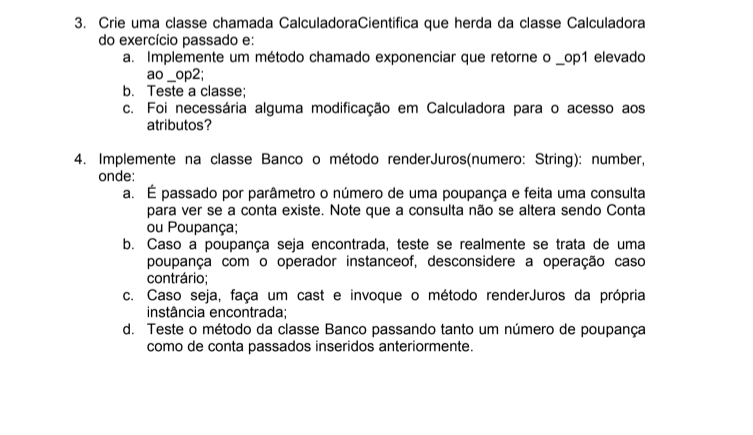 3. Crie uma classe chamada CalculadoraCientifica que herda da classe Calculadora
do exercício passado e:
a. Implemente um método chamado exponenciar que retorne o _op1 elevado
ao _op2;
b. Teste a classe;
c. Foi necessária alguma modificação em Calculadora para o acesso aos
atributos?
4. Implemente na classe Banco o método renderJuros(numero: String): number,
onde:
a. É passado por parâmetro o número de uma poupança e feita uma consulta
para ver se a conta existe. Note que a consulta não se altera sendo Conta
ou Poupança;
b. Caso a poupança seja encontrada, teste se realmente se trata de uma
poupança com o operador instanceof, desconsidere a operação caso
contrário;
c. Caso seja, faça um cast e invoque o método renderJuros da própria
instância encontrada;
d. Teste o método da classe Banco passando tanto um número de poupança
como de conta passados inseridos anteriormente.